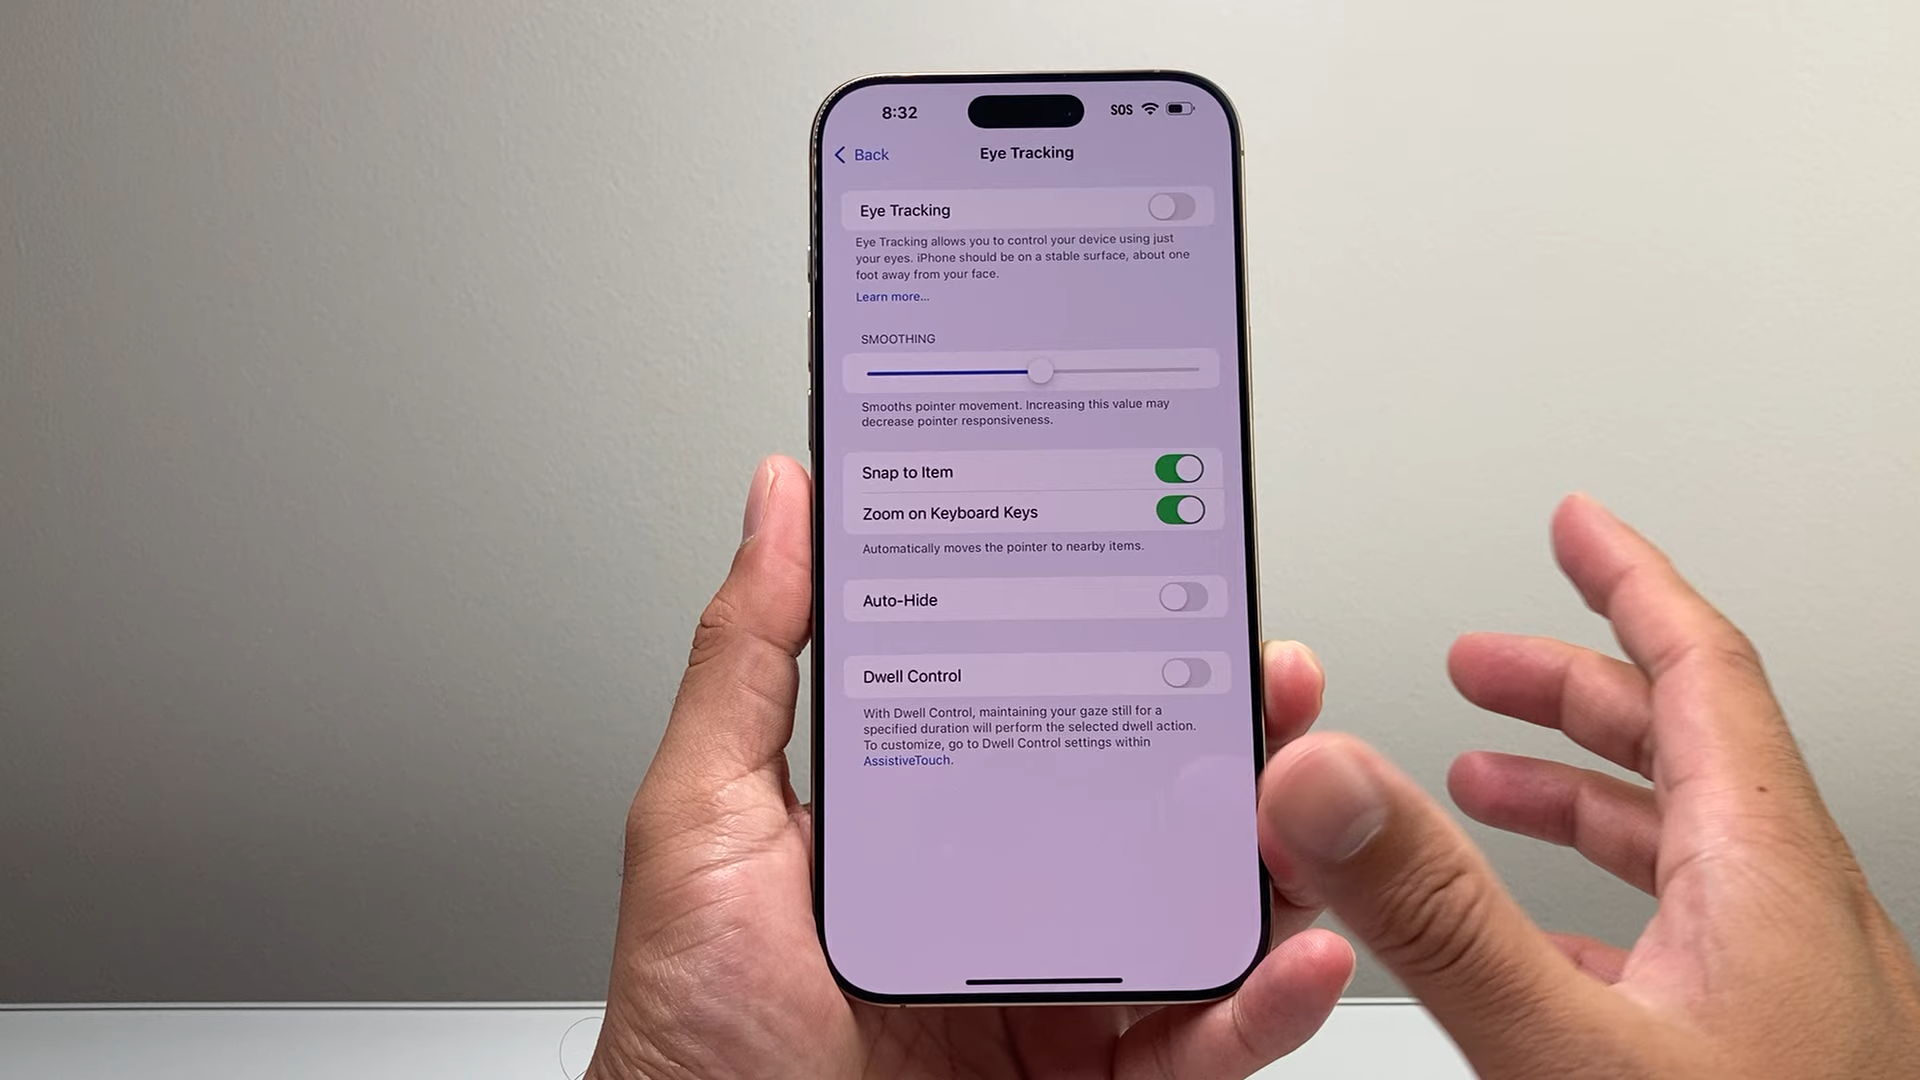 8:32
SOS
Back
Eye Tracking
Eye Tracking
Eye Tracking allows you to control your device using just
your eyes. iPhone should be on a stable surface, about one
foot away from your face.
Learn more...
SMOOTHING
Smooths pointer movement. Increasing this value may
decrease pointer responsiveness.
Snap to Item
Zoom on Keyboard Keys
Automatically moves the pointer to nearby items.
Auto-Hide
Dwell Control
With Dwell Control, maintaining your gaze still for a
specified duration will perform the selected dwell action.
To customize, go to Dwell Control settings within
AssistiveTouch.